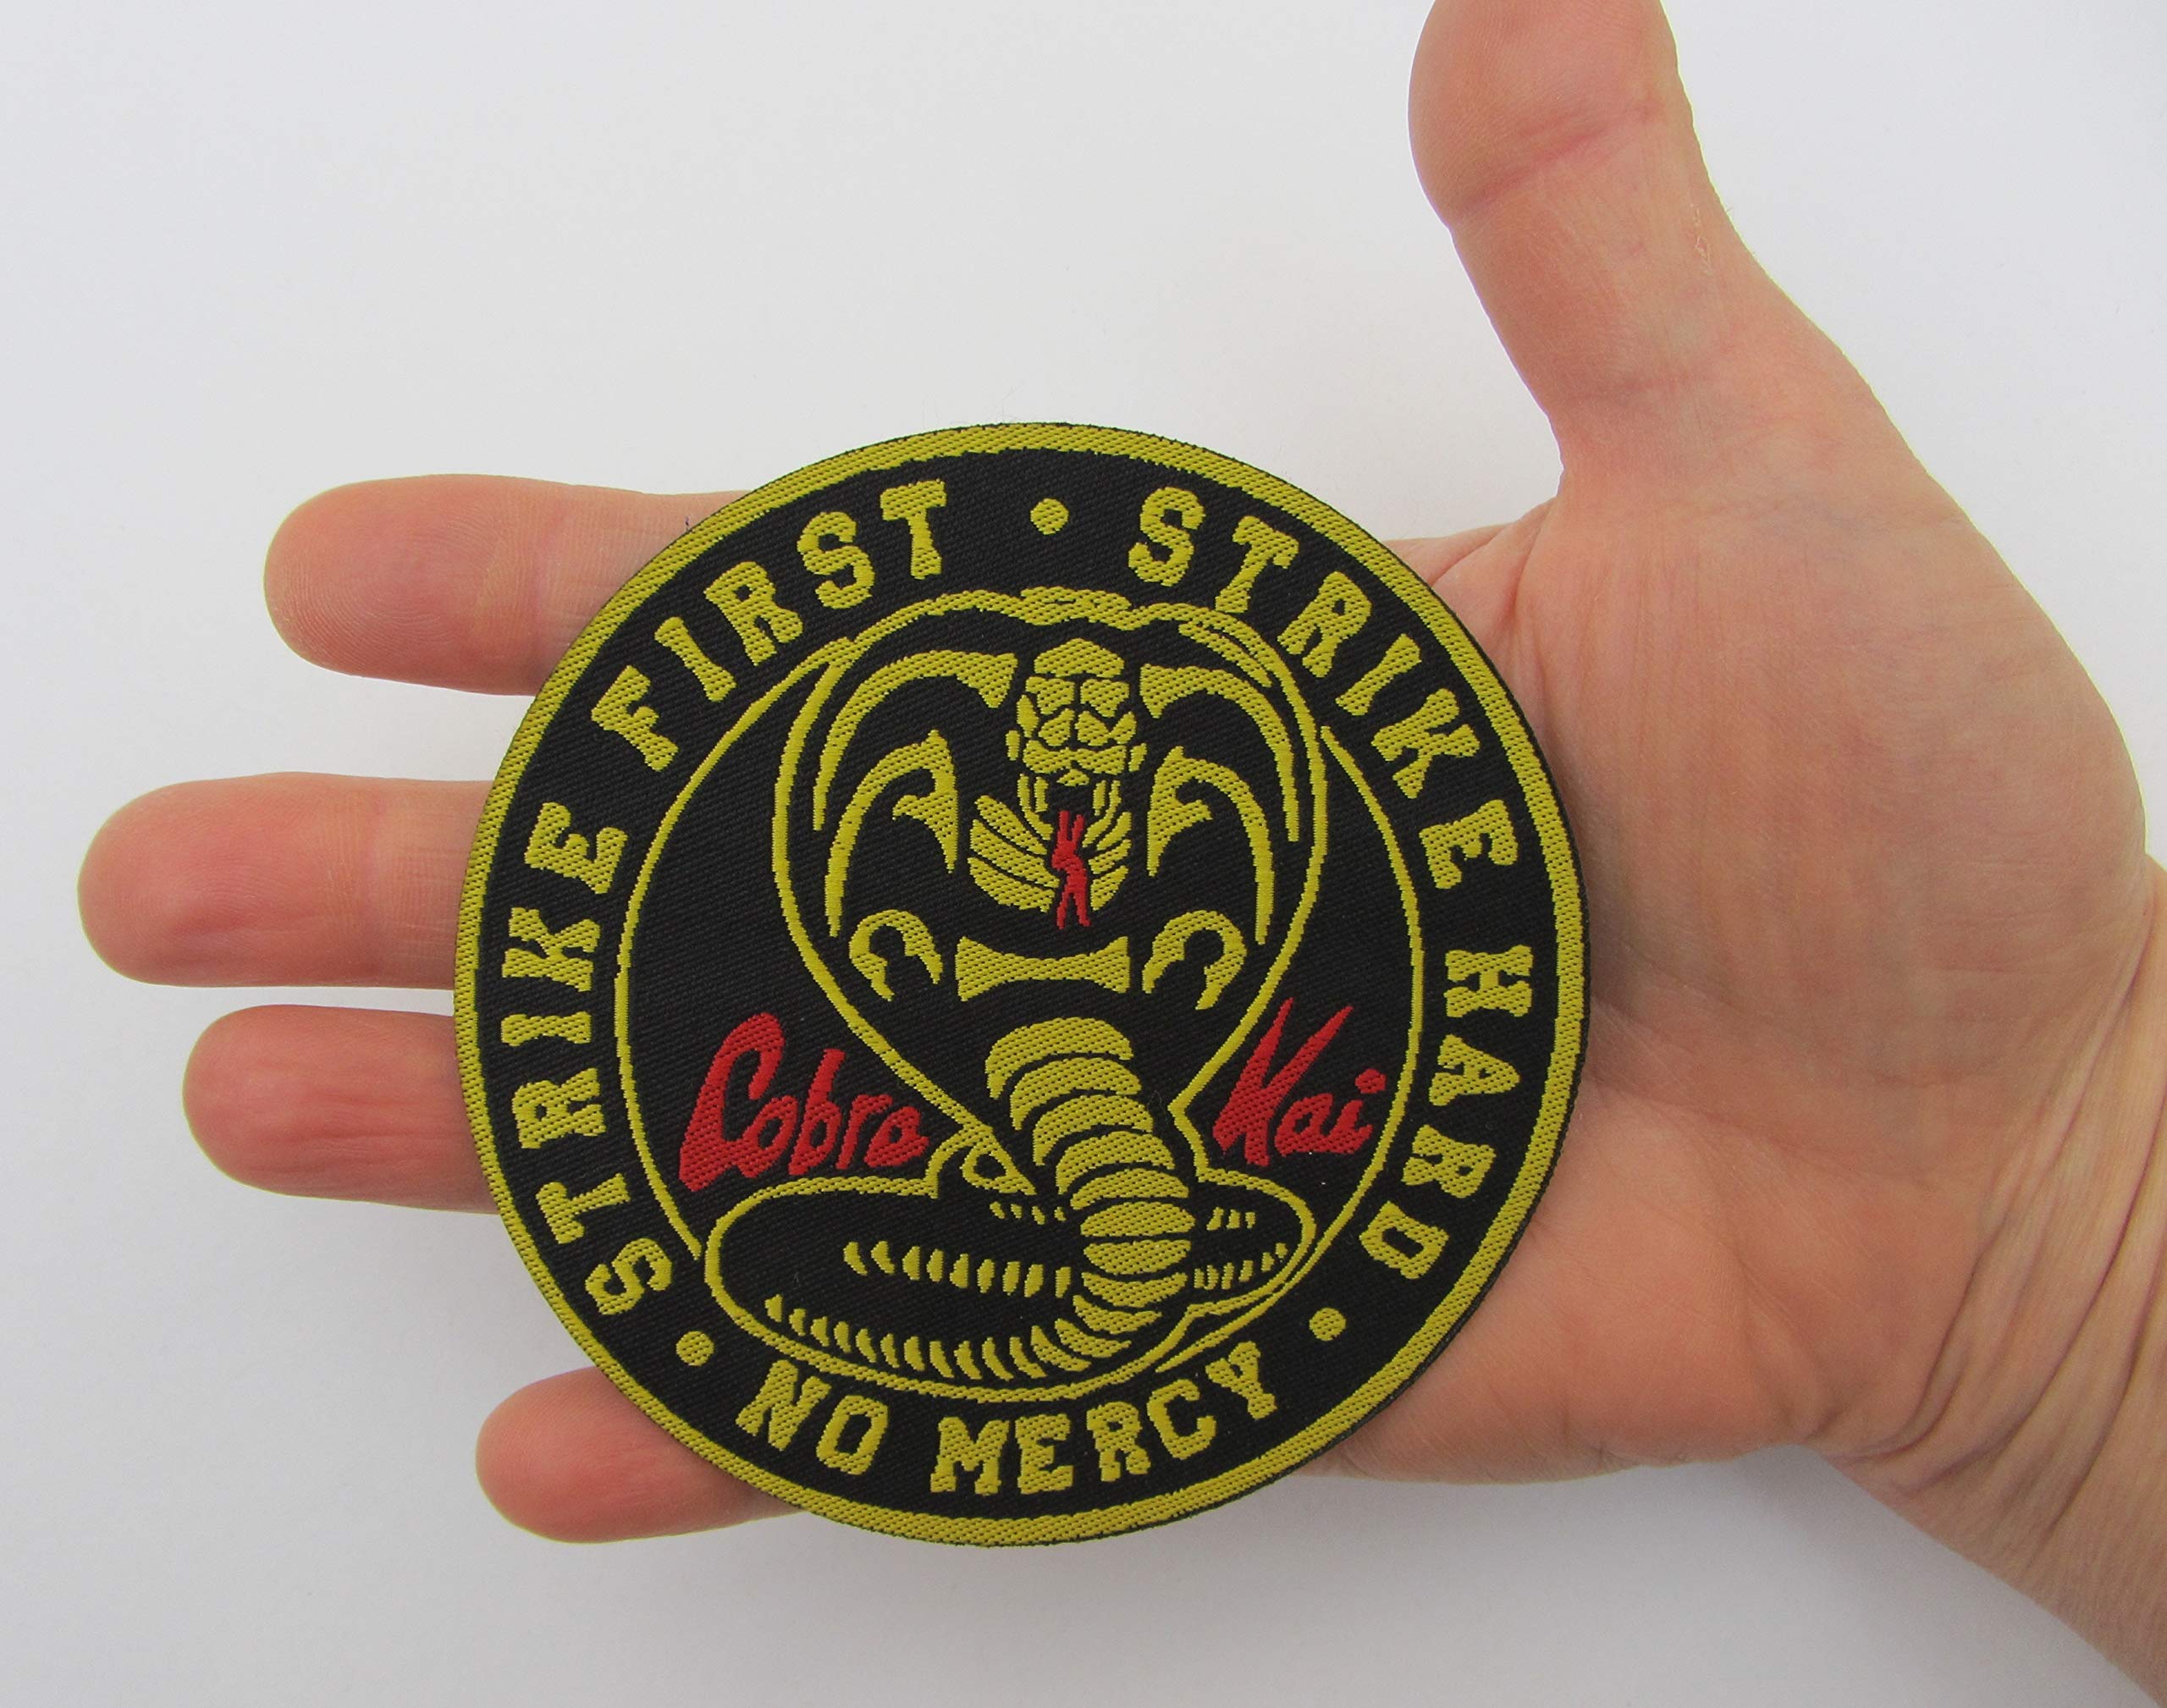 STRIKE FIRST • STRIKE HARD • NO MERCY •
Cobra Kai